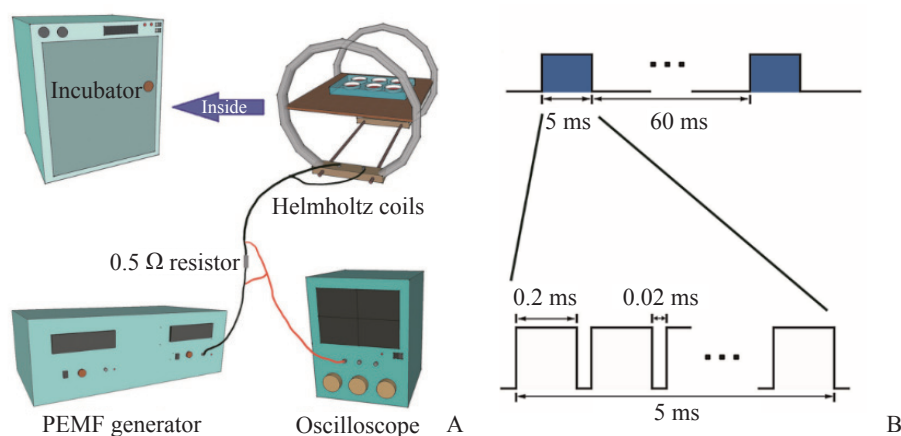 Incubator
Inside
Helmholtz coils
0.5 Ω resistor
PEMF generator
Oscilloscope
A
5 ms
60 ms
0.2 ms
0.02 ms
5 ms
B